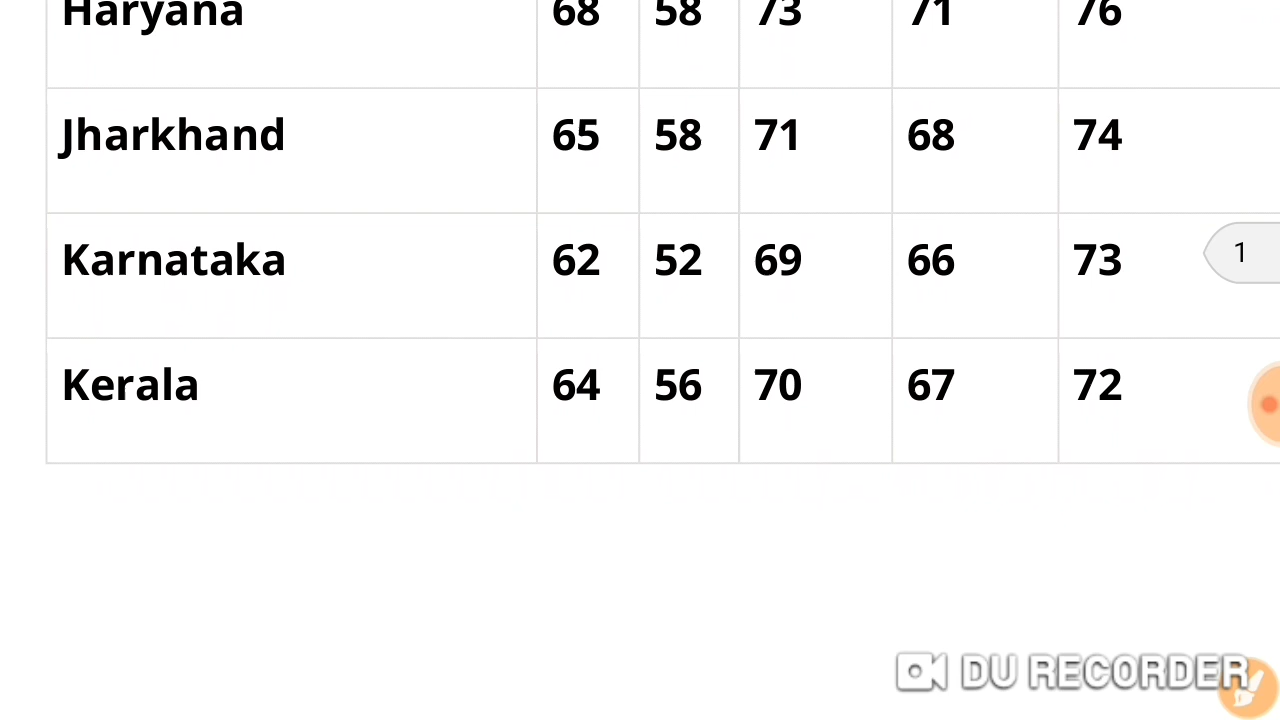 Haryana 68 58 73 71 76
Jharkhand 65 58 71 68 74
Karnataka 62 52 69 66 73
1
Kerala 64 56 70 67 72
DU RECORDER